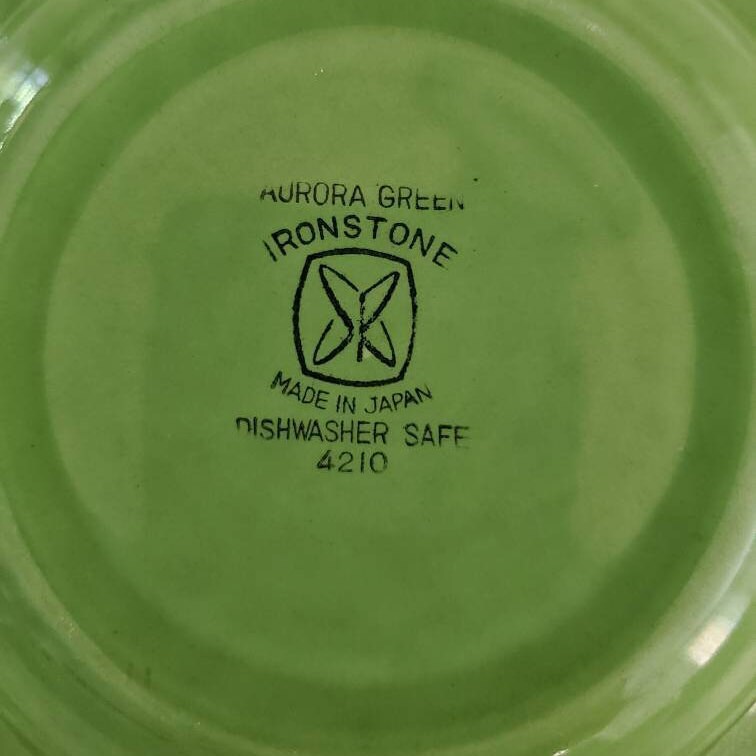 AURORA GREEN
IRONSTONE
MADE IN JAPAN
DISHWASHER SAFE
4210